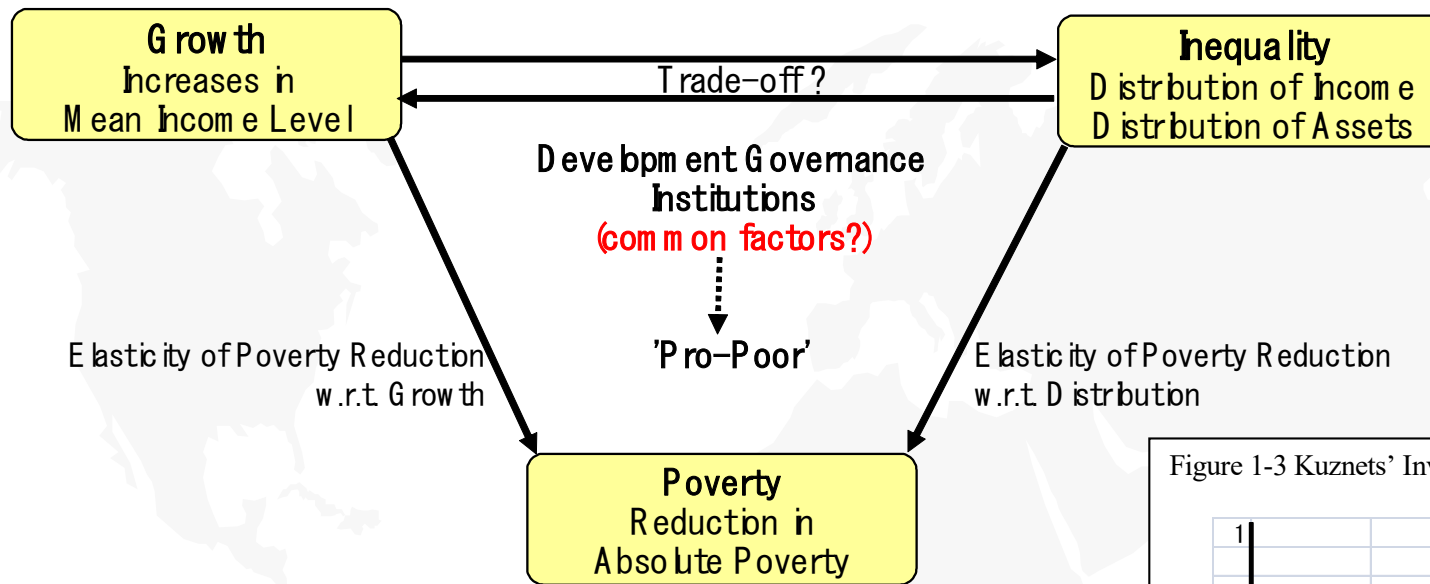 Growth
Increases in
Mean Income Level
Trade-off?
Inequality
Distribution of Income
Distribution of Assets
Development Governance
Institutions
(common factors?)
'Pro-Poor'
Elasticity of Poverty Reduction
w.r.t. Growth
Elasticity of Poverty Reduction
w.r.t. Distribution
Poverty
Reduction in
Absolute Poverty
Figure 1-3 Kuznets' Inv
1